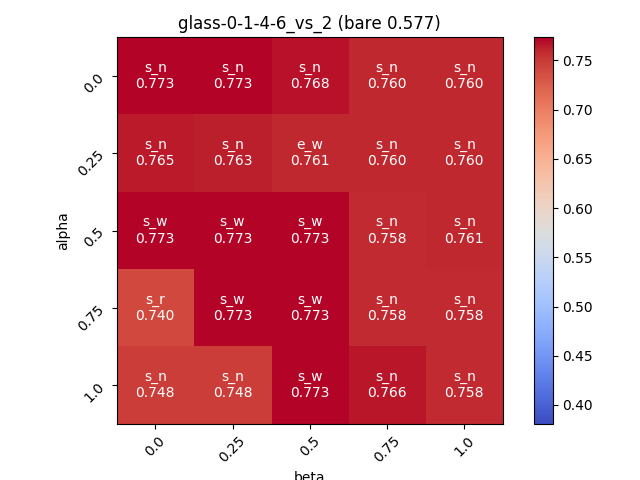 glass-0-1-4-6_vs_2 (bare 0.577)
alpha
0.0
s_n s_n s_n s_n s_n
0.773 0.773 0.768 0.760 0.760
0.25
s_n s_n e_w s_n s_n
0.765 0.763 0.761 0.760 0.760
0.5
s_w s_w s_w s_n s_n
0.773 0.773 0.773 0.758 0.761
0.75
s_r s_w s_w s_n s_n
0.740 0.773 0.773 0.758 0.758
1.0
s_n s_n s_w s_n s_n
0.748 0.748 0.773 0.766 0.758
0.0 0.25 0.5 0.75 1.0
beta
0.75
0.70
0.65
0.60
0.55
0.50
0.45
0.40